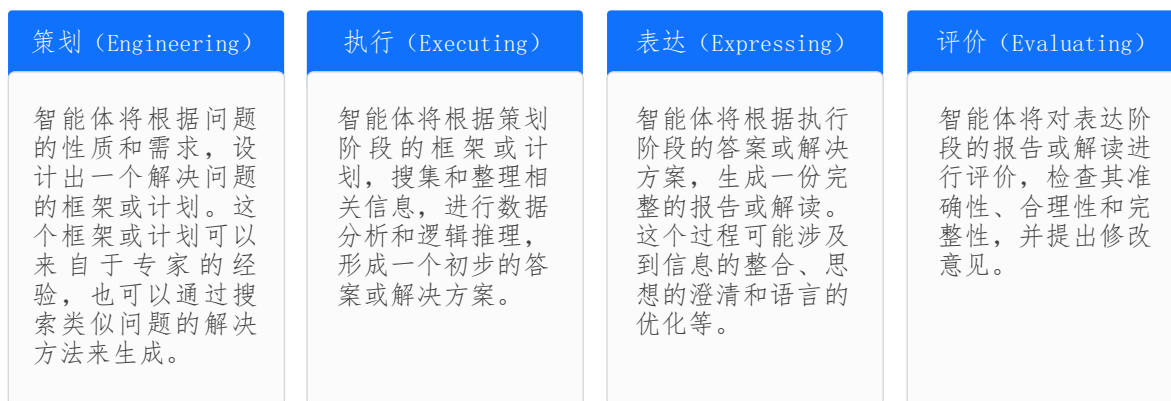 策划（Engineering）
智能体将根据问题
的性质和需求，设
计出一个解决问题
的框架或计划。这
个框架或计划可以
来自于专家的经
验，也可以通过搜
索类似问题的解决
方法来生成。
执行（Executing）
智能体将根据策划
阶段的框架或计
划，搜集和整理相
关信息，进行数据
分析和逻辑推理，
形成一个初步的答
案或解决方案。
表达（Expressing）
智能体将根据执行
阶段的答案或解决
方案，生成一份完
整的报告或解读。
这个过程可能涉及
到信息的整合、思
想的澄清和语言的
优化等。
评价（Evaluating）
智能体将对表达阶
段的报告或解读进
行评价，检查其准
确性、合理性和完
整性，并提出修改
意见。